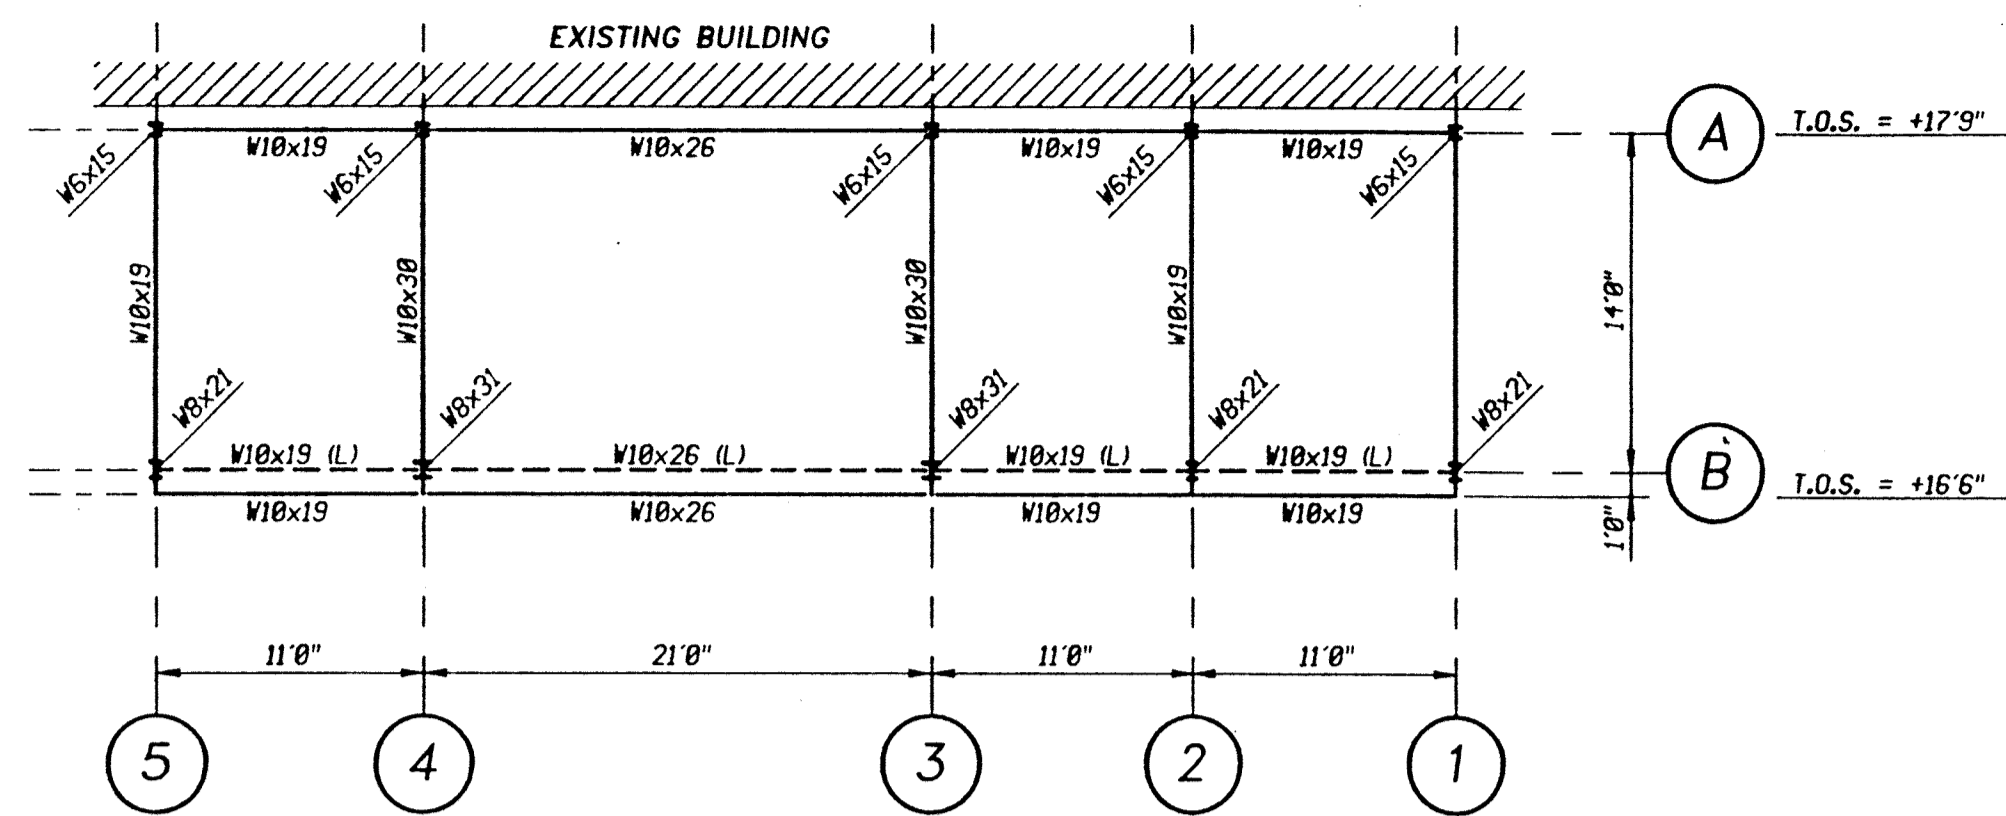 EXISTING BUILDING
A
T.O.S. = +17'9"
W10x19
W10x26
W10x19
W10x19
W6x15
W6x15
W6x15
W6x15
W6x15
W10x19
W10x30
W10x30
W10x19
14'0"
W8x21
W8x31
W8x31
W8x21
W8x21
W10x19 (L)
W10x26 (L)
W10x19 (L)
W10x19 (L)
B
T.O.S. = +16'6"
W10x19
W10x26
W10x19
W10x19
1'0"
11'0"
21'0"
11'0"
11'0"
5
4
3
2
1